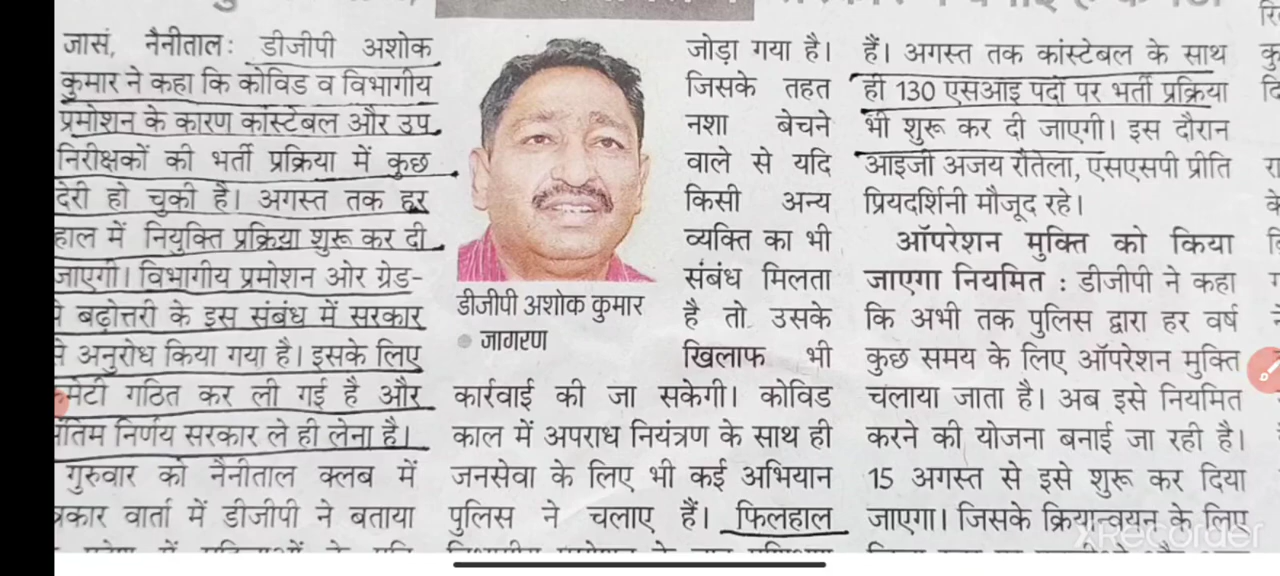 जासं, नैनीताल: डीजीपी अशोक
कुमार ने कहा कि कोविड व विभागीय
प्रमोशन के कारण कांस्टेबल और उप
निरीक्षकों की भर्ती प्रक्रिया में कुछ
देरी हो चुकी है। अगस्त तक हर
हाल में नियुक्ति प्रक्रिया शुरू कर दी
जाएगी। विभागीय प्रमोशन ओर ग्रेड-
बढ़ोत्तरी के इस संबंध में सरकार
अनुरोध किया गया है। इसके लिए
गठित कर ली गई है और
निर्णय सरकार ले ही लेना है।
गुरुवार को नैनीताल क्लब में
वार्ता में डीजीपी ने बताया
डीजीपी अशोक कुमार
जागरण
जोड़ा गया है।
जिसके तहत
नशा बेचने
वाले से यदि
किसी अन्य
व्यक्ति का भी
संबंध मिलता
है तो उसके
खिलाफ भी
कार्रवाई की जा सकेगी। कोविड
काल में अपराध नियंत्रण के साथ ही
जनसेवा के लिए भी कई अभियान
पुलिस ने चलाए हैं। फिलहाल
हैं। अगस्त तक कांस्टेबल के साथ
ही 130 एसआइ पदों पर भर्ती प्रक्रिया
भी शुरू कर दी जाएगी। इस दौरान
आइजी अजय रौतेला, एसएसपी प्रीति
प्रियदर्शिनी मौजूद रहे।
ऑपरेशन मुक्ति को किया
जाएगा नियमित : डीजीपी ने कहा
कि अभी तक पुलिस द्वारा हर वर्ष
कुछ समय के लिए ऑपरेशन मुक्ति
चलाया जाता है। अब इसे नियमित
करने की योजना बनाई जा रही है।
15 अगस्त से इसे शुरू कर दिया
जाएगा। जिसके क्रियान्वयन के लिए
XRecorder